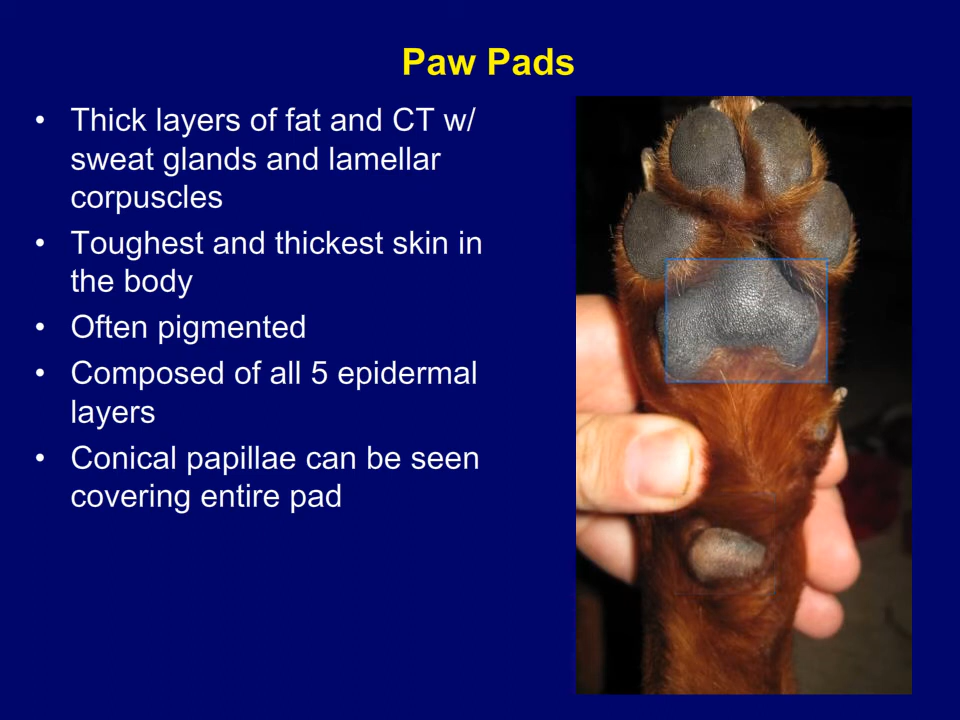 Paw Pads
• Thick layers of fat and CT w/
sweat glands and lamellar
corpuscles
• Toughest and thickest skin in
the body
• Often pigmented
• Composed of all 5 epidermal
layers
• Conical papillae can be seen
covering entire pad